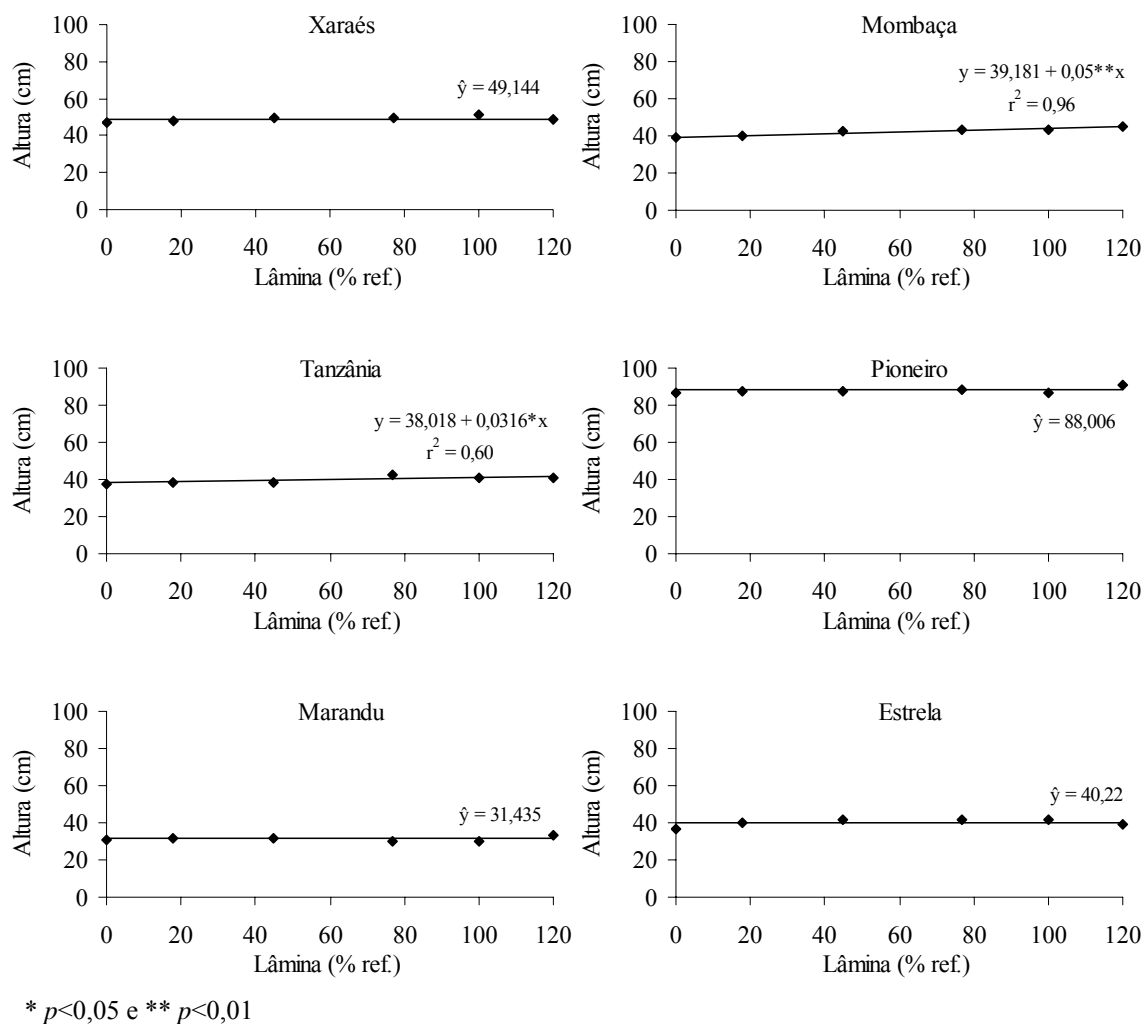 Xaraés
Altura (cm)
100
80
60
40
20
0
ŷ = 49,144
0 20 40 60 80 100 120
Lâmina (% ref.)
Mombaça
Altura (cm)
100
80
60
40
20
0
y = 39,181 + 0,05**x
r² = 0,96
0 20 40 60 80 100 120
Lâmina (% ref.)
Tanzânia
Altura (cm)
100
80
60
40
20
0
y = 38,018 + 0,0316*x
r² = 0,60
0 20 40 60 80 100 120
Lâmina (% ref.)
Pioneiro
Altura (cm)
100
80
60
40
20
0
ŷ = 88,006
0 20 40 60 80 100 120
Lâmina (% ref.)
Marandu
Altura (cm)
100
80
60
40
20
0
ŷ = 31,435
0 20 40 60 80 100 120
Lâmina (% ref.)
Estrela
Altura (cm)
100
80
60
40
20
0
ŷ = 40,22
0 20 40 60 80 100 120
Lâmina (% ref.)
* p<0,05 e ** p<0,01